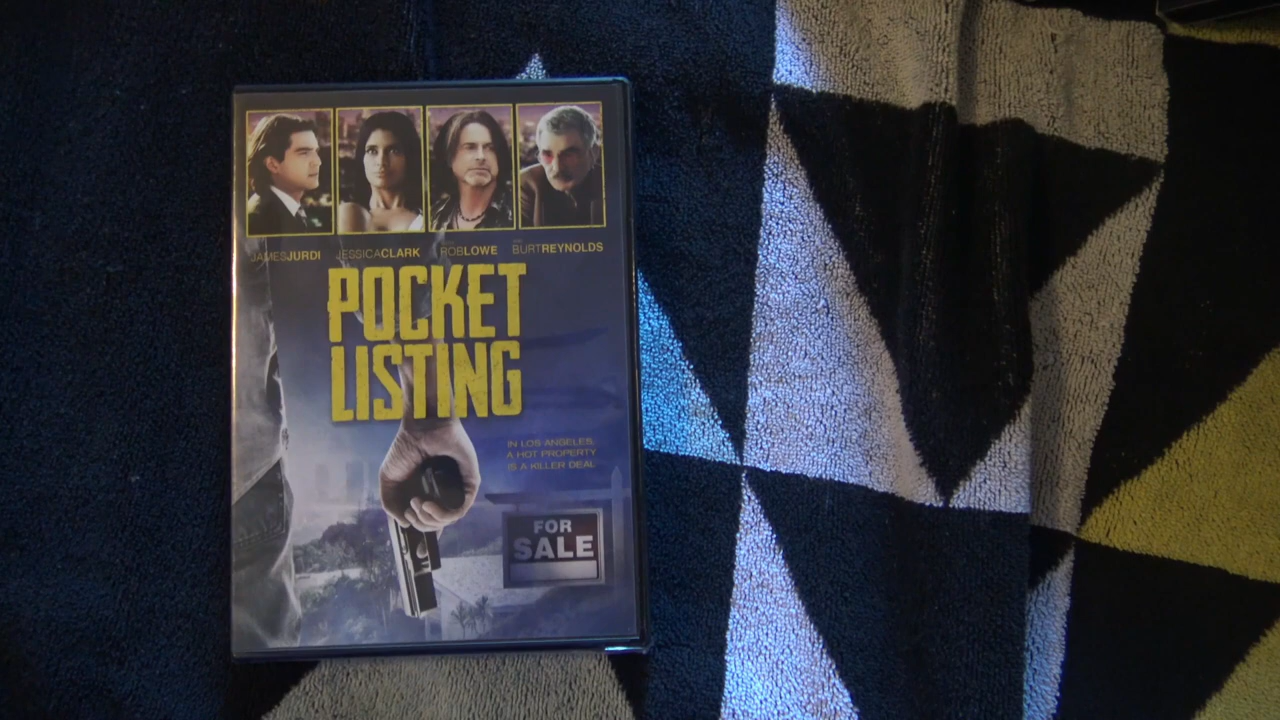 JAMESJURDI JESSICACLARK ROBLOWE BURTREYNOLDS
POCKET
LISTING
IN LOS ANGELES,
A HOT PROPERTY
IS A KILLER DEAL
FOR
SALE